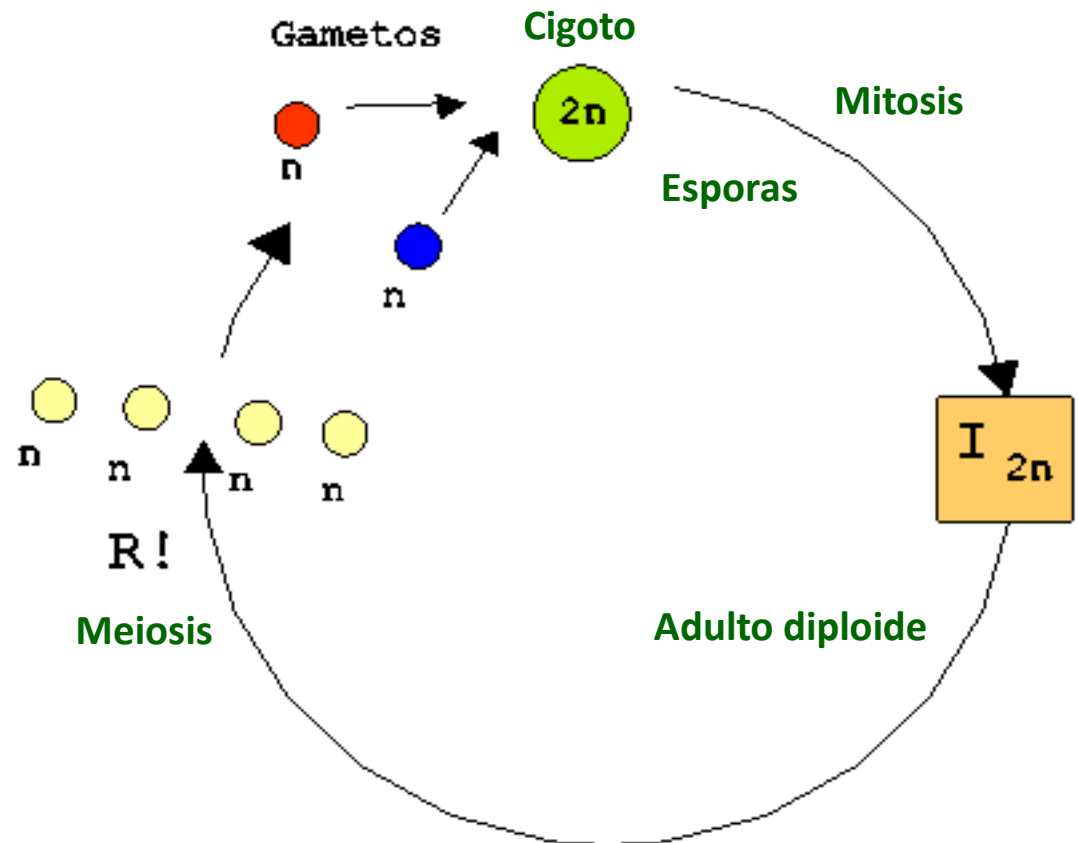 Gametos
Cigoto
2n
Mitosis
n
Esporas
n
n
n
n
n
I 2n
R!
Meiosis
Adulto diploide